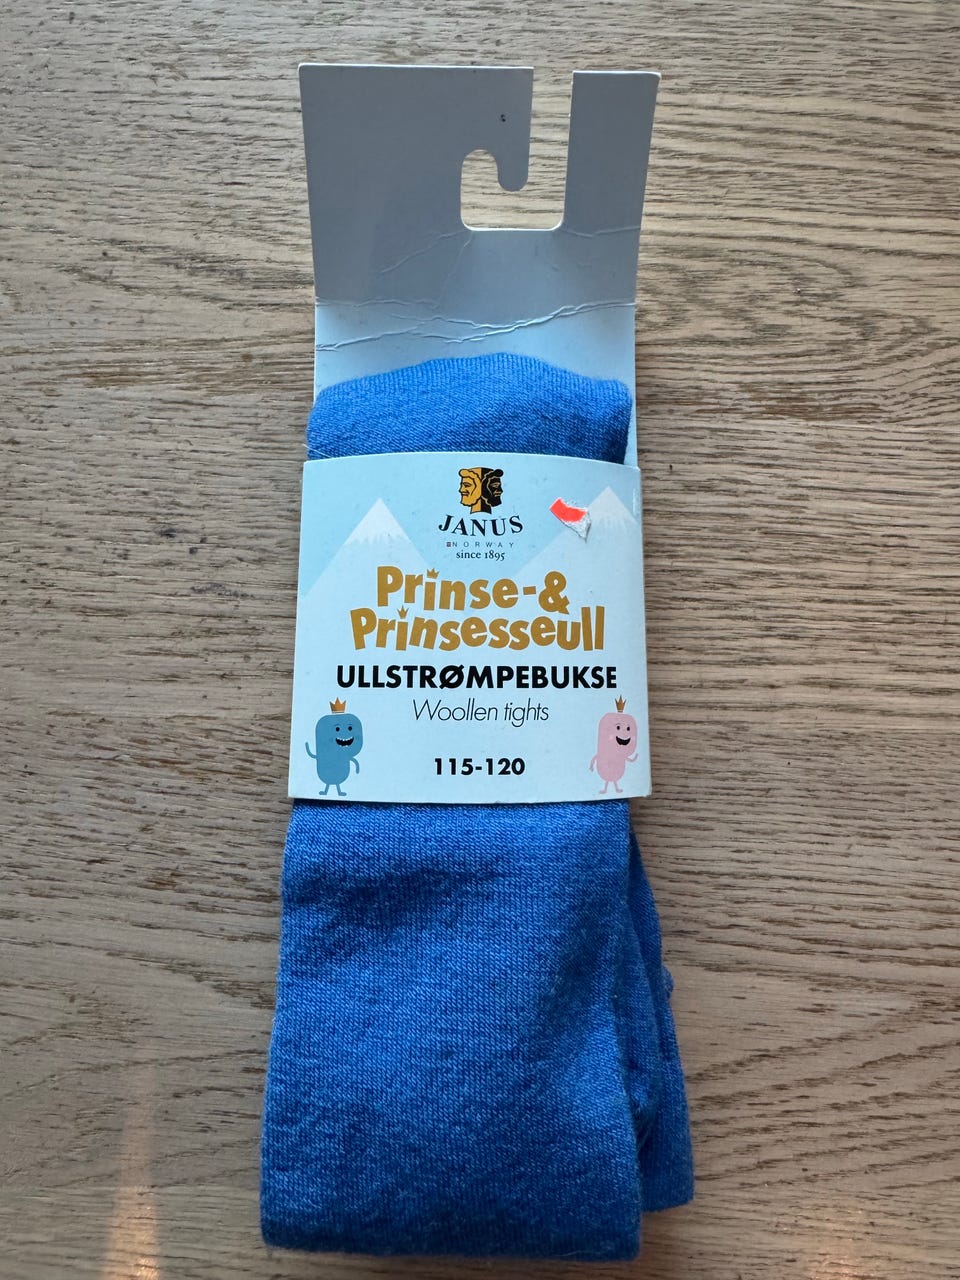 JANUS
NORWAY
since 1895
Prinse-&
Prinsesseull
ULLSTRØMPEBUKSE
Woollen tights
115-120